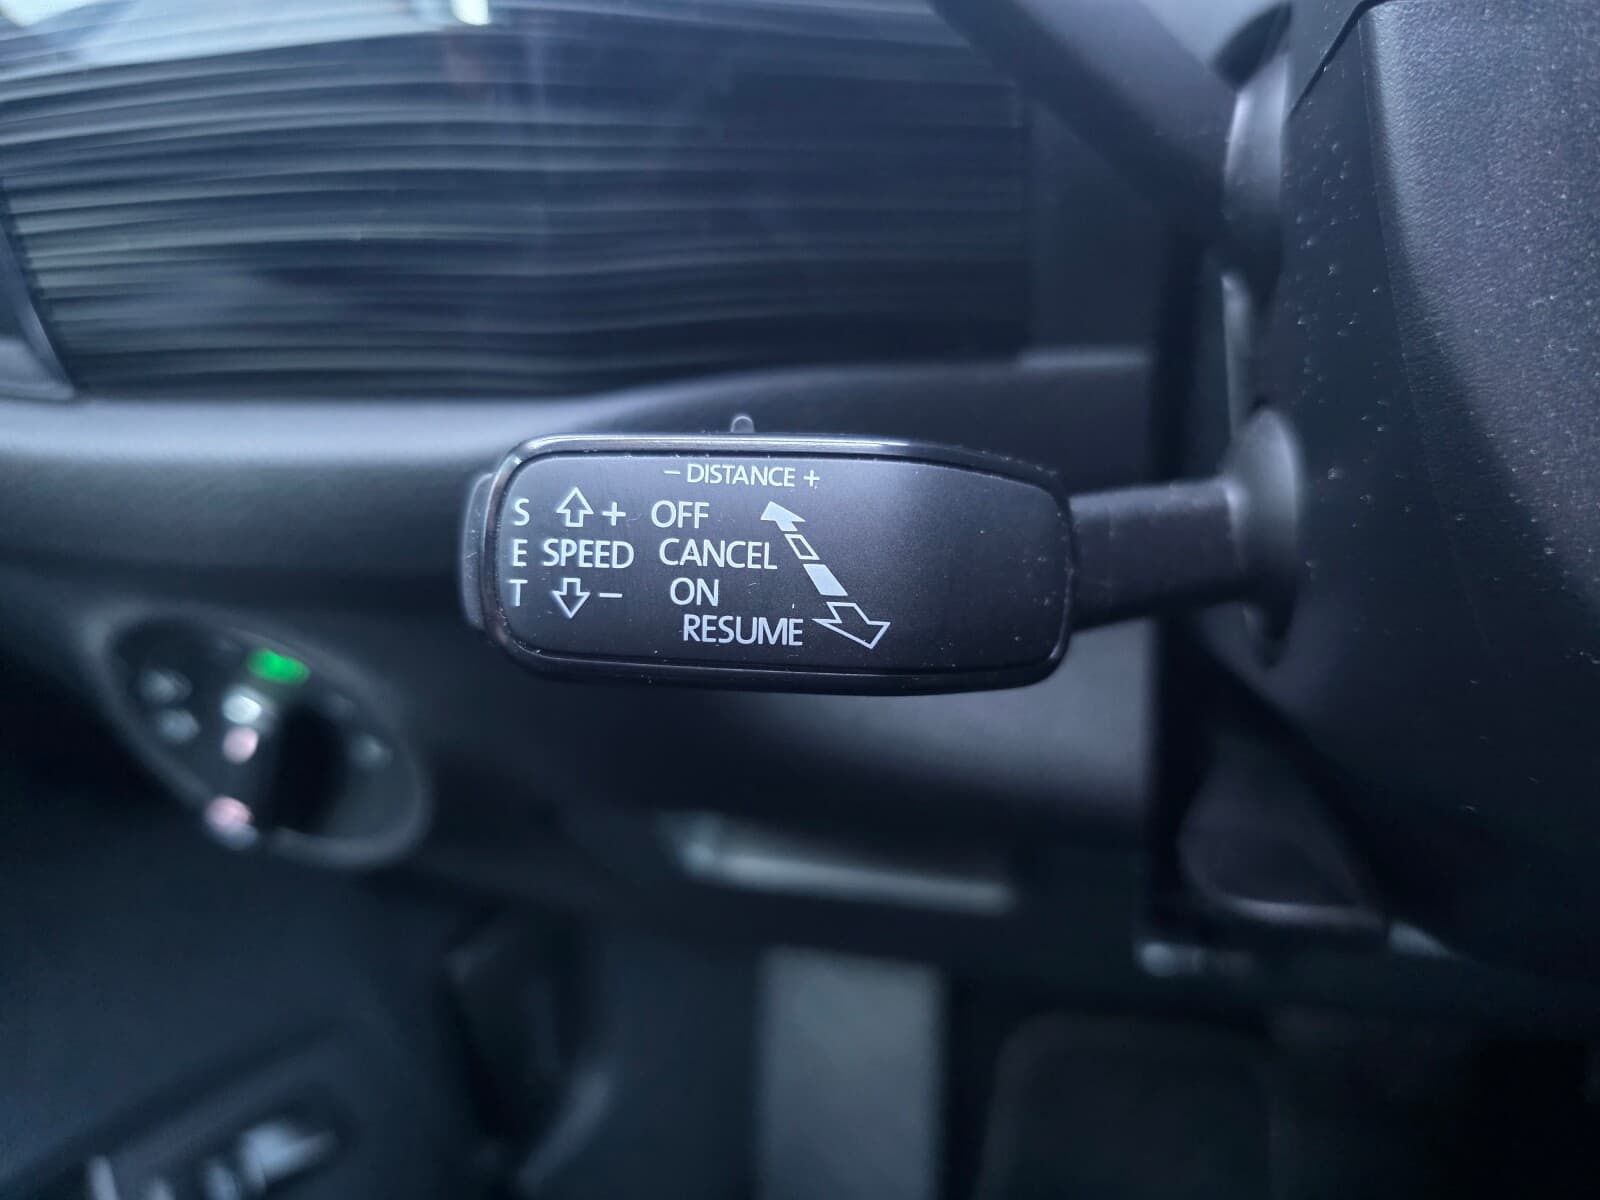 − DISTANCE +
S + OFF
E SPEED CANCEL
T − ON
RESUME